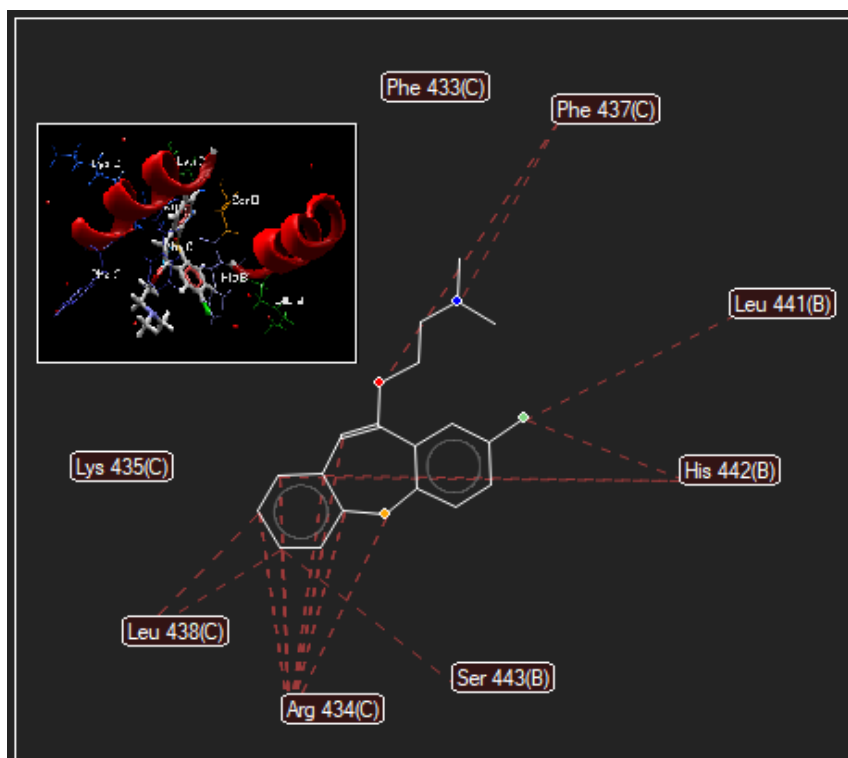 Phe 433(C)
Phe 437(C)
Leu 441(B)
Lys 435(C)
His 442(B)
Leu 438(C)
Ser 443(B)
Arg 434(C)